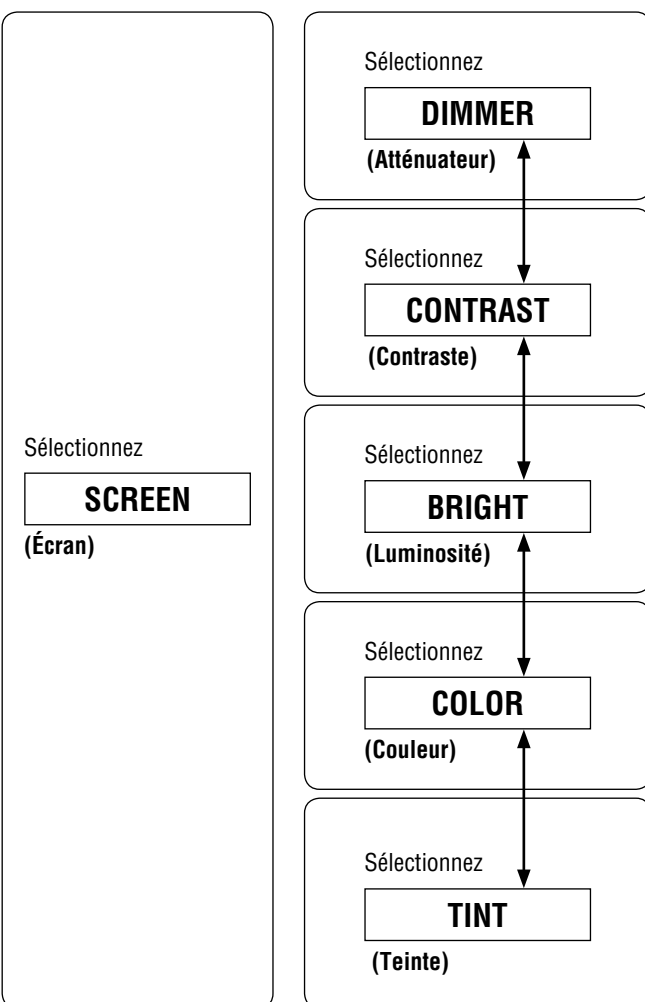 Sélectionnez
SCREEN
(Écran)
Sélectionnez
DIMMER
(Atténuateur)
Sélectionnez
CONTRAST
(Contraste)
Sélectionnez
BRIGHT
(Luminosité)
Sélectionnez
COLOR
(Couleur)
Sélectionnez
TINT
(Teinte)